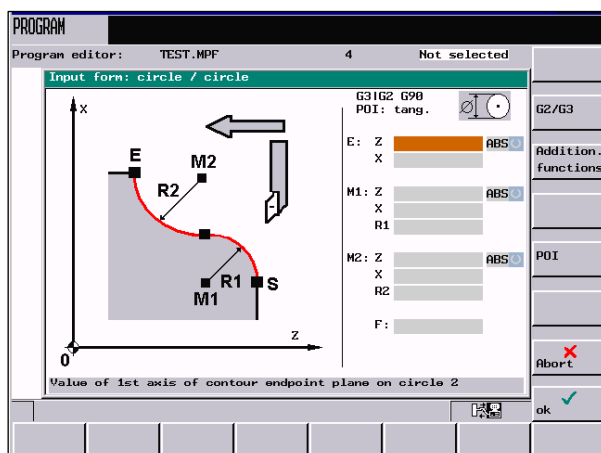 PROGRAM
Program editor: TEST.MPF 4 Not selected
Input form: circle / circle
X
E
M2
R2
R1
S
M1
Z
0
G3|G2 G90
POI: tang.
E: Z ABS
X
M1: Z ABS
X
R1
M2: Z ABS
X
R2
F:
Value of 1st axis of contour endpoint plane on circle 2
G2/G3
Addition.
functions
POI
Abort
ok